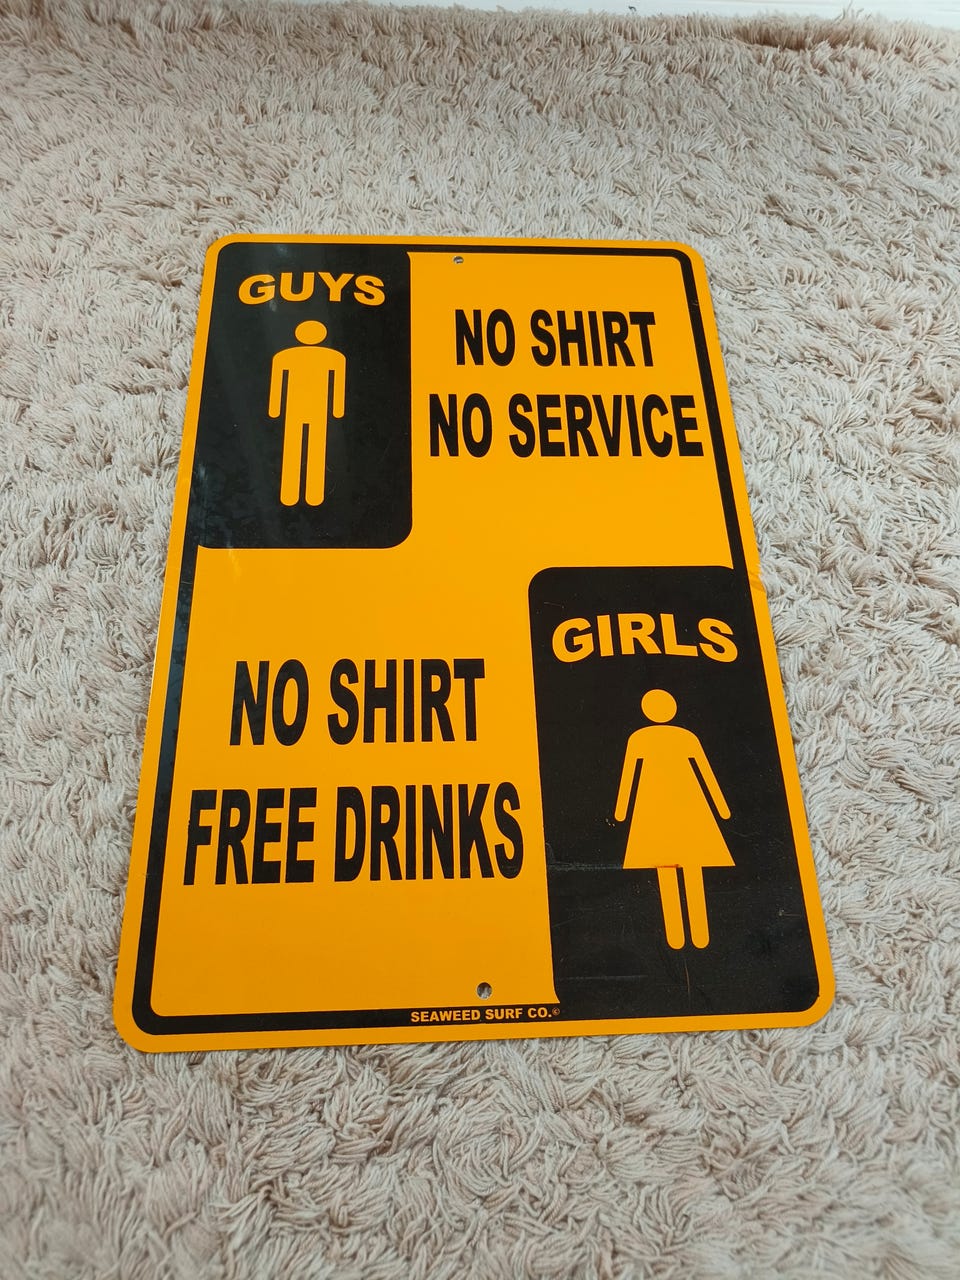 GUYS
NO SHIRT
NO SERVICE
GIRLS
NO SHIRT
FREE DRINKS
SEAWEED SURF CO.©